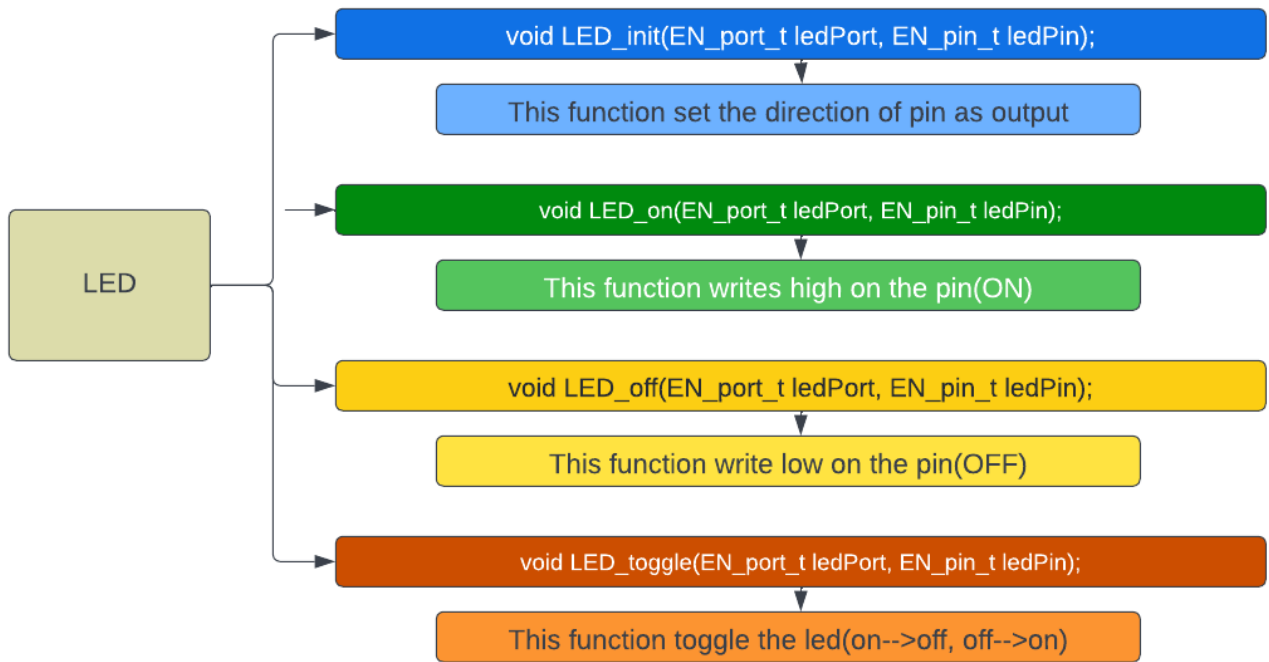 void LED_init(EN_port_t ledPort, EN_pin_t ledPin);
This function set the direction of pin as output
void LED_on(EN_port_t ledPort, EN_pin_t ledPin);
LED
This function writes high on the pin(ON)
void LED_off(EN_port_t ledPort, EN_pin_t ledPin);
This function write low on the pin(OFF)
void LED_toggle(EN_port_t ledPort, EN_pin_t ledPin);
This function toggle the led(on-->off, off-->on)